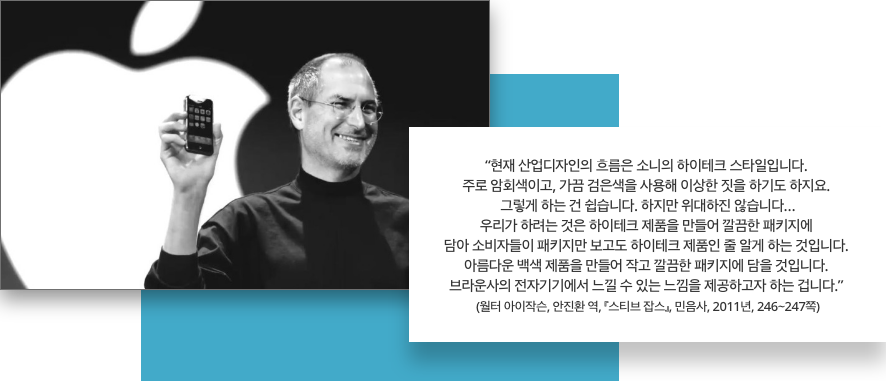 “현재 산업디자인의 흐름은 소니의 하이테크 스타일입니다.
주로 암회색이고, 가끔 검은색을 사용해 이상한 짓을 하기도 하지요.
그렇게 하는 건 쉽습니다. 하지만 위대하진 않습니다…
우리가 하려는 것은 하이테크 제품을 만들어 깔끔한 패키지에
담아 소비자들이 패키지만 보고도 하이테크 제품인 줄 알게 하는 것입니다.
아름다운 백색 제품을 만들어 작고 깔끔한 패키지에 담을 것입니다.
브라운사의 전자기기에서 느낄 수 있는 느낌을 제공하고자 하는 겁니다.”
(월터 아이작슨, 안진환 역, 『스티브 잡스』, 민음사, 2011년, 246~247쪽)